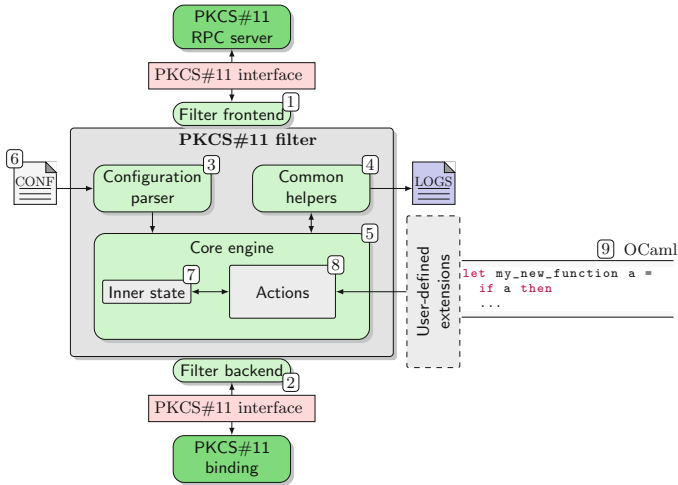 PKCS#11
RPC server
PKCS#11 interface
1
Filter frontend
PKCS#11 filter
6
CONF
3
Configuration
parser
4
Common
helpers
LOGS
5
Core engine
7
Inner state
8
Actions
User-defined
extensions
9 OCaml
let my_new_function a =
if a then
...
Filter backend
2
PKCS#11 interface
PKCS#11
binding